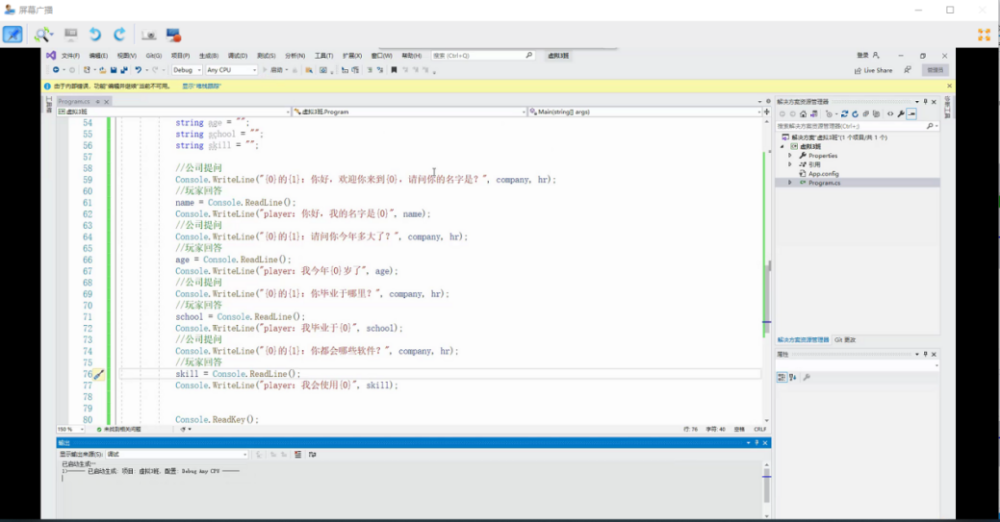 屏幕广播
文件(F) 编辑(E) 视图(V) Git(G) 项目(P) 生成(B) 调试(D) 测试(S) 分析(N) 工具(T) 扩展(X) 窗口(W) 帮助(H) 搜索 (Ctrl+Q) 虚拟3班 登录
Debug Any CPU 启动 Live Share 管理员
由于内部错误，功能"编辑并继续"当前不可用。 显示"堆栈跟踪"
Program.cs
虚拟3班 虚拟3班.Program Main(string[] args)
54 string age = "";
55 string school = "";
56 string skill = "";
57
58 //公司提问
59 Console.WriteLine("{0}的{1}: 你好, 欢迎你来到{0}, 请问你的名字是? ", company, hr);
60 //玩家回答
61 name = Console.ReadLine();
62 Console.WriteLine("player: 你好, 我的名字是{0}", name);
63 //公司提问
64 Console.WriteLine("{0}的{1}: 请问你今年多大了? ", company, hr);
65 //玩家回答
66 age = Console.ReadLine();
67 Console.WriteLine("player: 我今年{0}岁了", age);
68 //公司提问
69 Console.WriteLine("{0}的{1}: 你毕业于哪里? ", company, hr);
70 //玩家回答
71 school = Console.ReadLine();
72 Console.WriteLine("player: 我毕业于{0}", school);
73 //公司提问
74 Console.WriteLine("{0}的{1}: 你都会哪些软件? ", company, hr);
75 //玩家回答
76 skill = Console.ReadLine();
77 Console.WriteLine("player: 我会使用{0}", skill);
78
79
80 Console.ReadKey();
150 % 未找到相关问题 行: 76 字符: 40 空格 CRLF
输出
显示输出来源(S): 调试
已启动生成…
1>------ 已启动生成: 项目: 虚拟3班, 配置: Debug Any CPU ------
解决方案资源管理器
搜索解决方案资源管理器(Ctrl+;)
解决方案"虚拟3班"(1 个项目/共 1 个)
虚拟3班
Properties
引用
App.config
Program.cs
解决方案资源管理器 Git 更改
属性